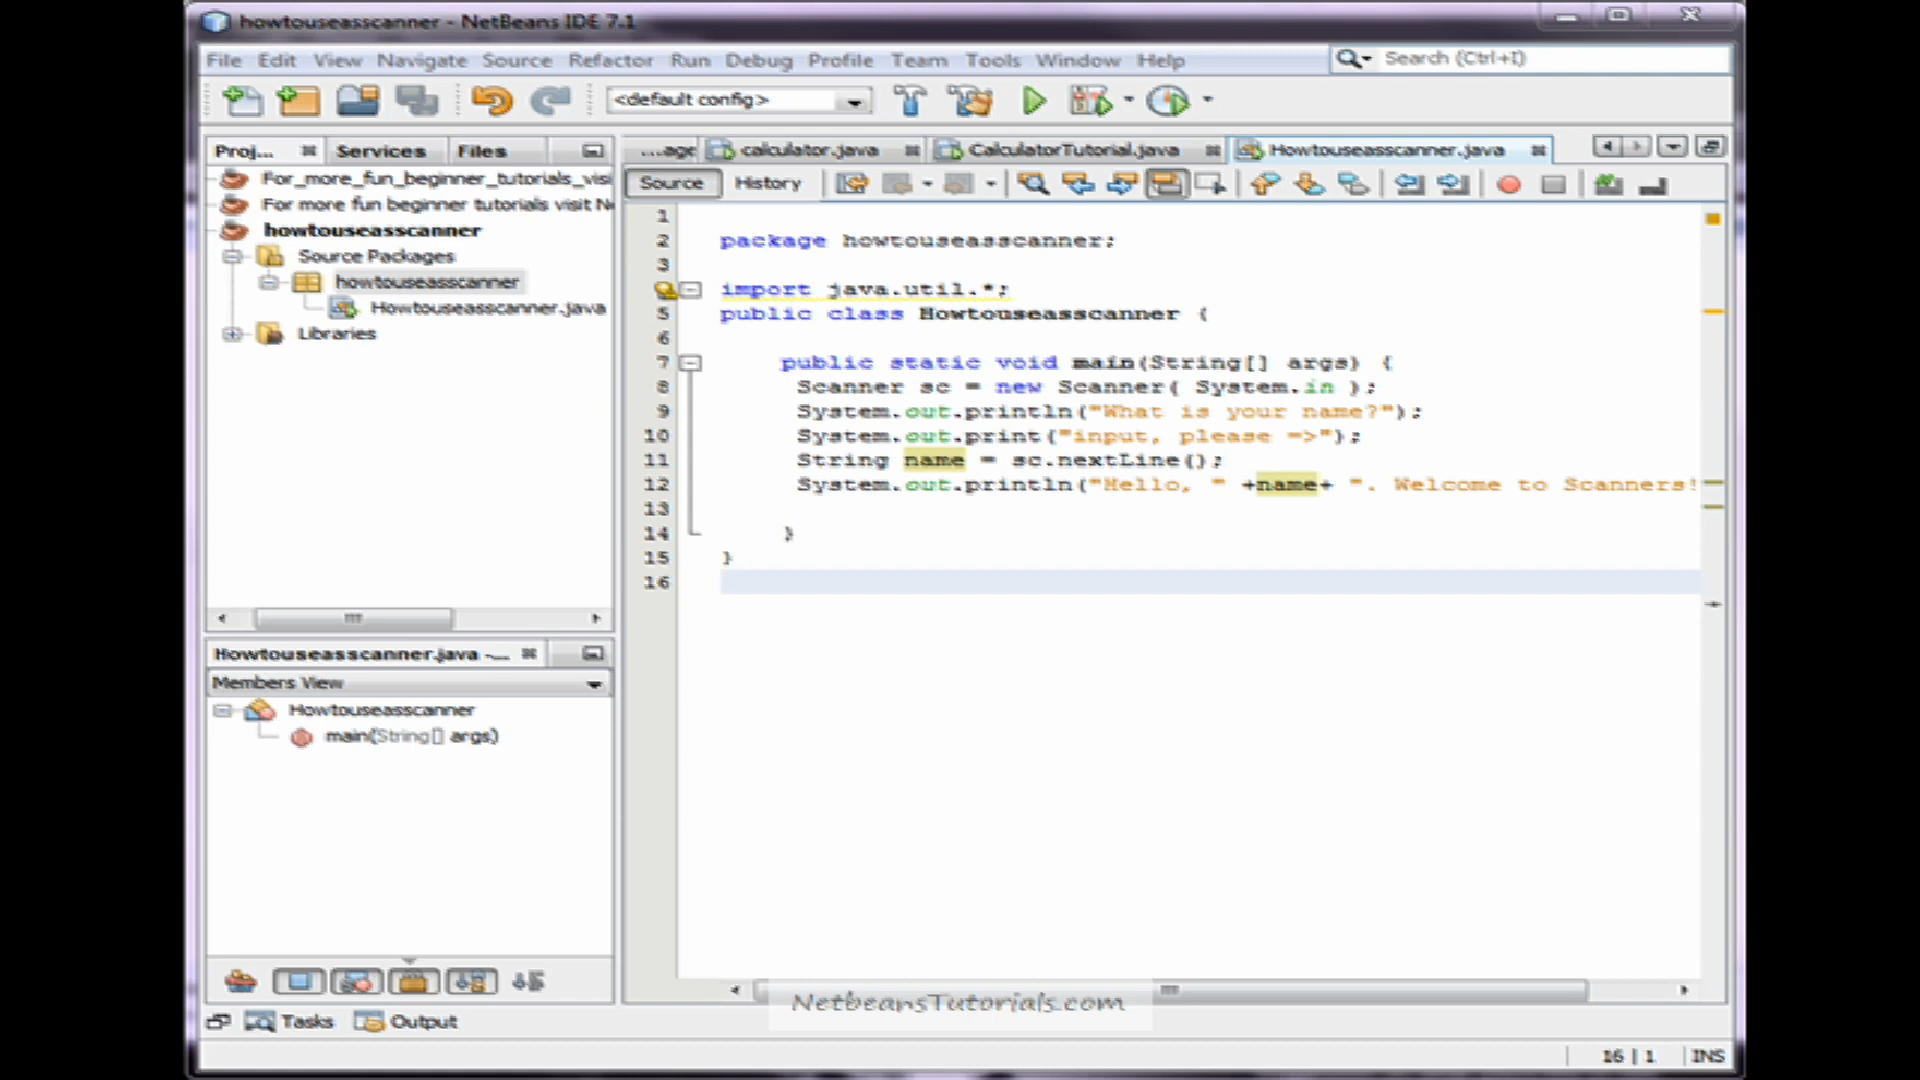 howtouseasscanner - NetBeans IDE 7.1
File Edit View Navigate Source Refactor Run Debug Profile Team Tools Window Help
Search (Ctrl+I)
<default config>
Proj... Services Files
...age calculator.java CalculatorTutorial.java Howtouseasscanner.java
Source History
For_more_fun_beginner_tutorials_visi
For more fun beginner tutorials visit Ne
howtouseasscanner
Source Packages
howtouseasscanner
Howtouseasscanner.java
Libraries
1
2 package howtouseasscanner;
3
import java.util.*;
5 public class Howtouseasscanner {
6
7 public static void main(String[] args) {
8 Scanner sc = new Scanner( System.in );
9 System.out.println("What is your name?");
10 System.out.print("input, please =>");
11 String name = sc.nextLine();
12 System.out.println("Hello, " +name+ ". Welcome to Scanners!
13
14 }
15 }
16
Howtouseasscanner.java -...
Members View
Howtouseasscanner
main(String[] args)
NetbeansTutorials.com
Tasks Output
16 | 1 INS